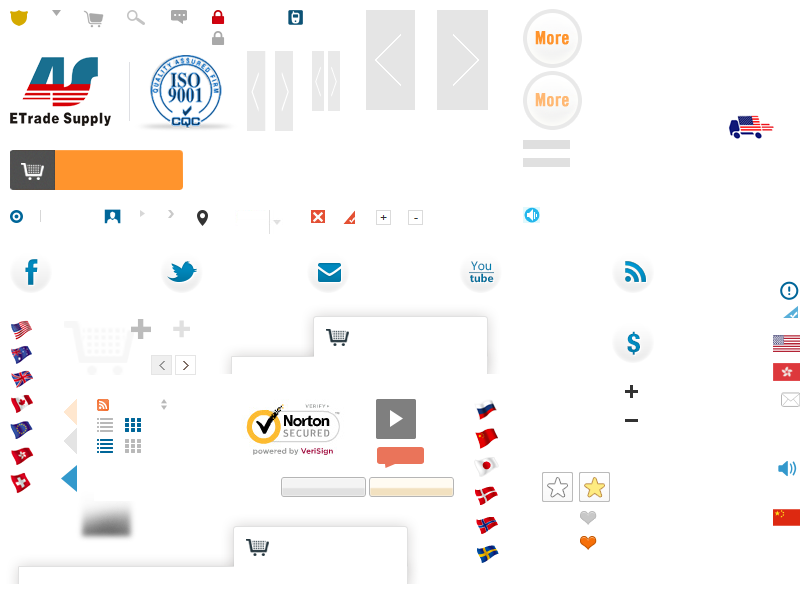 More
ETrade Supply
QUALITY ASSURED FIRM
ISO
9001
CQC
More
+
-
You
tube
$
VERIFY▸
Norton
SECURED
powered by VeriSign